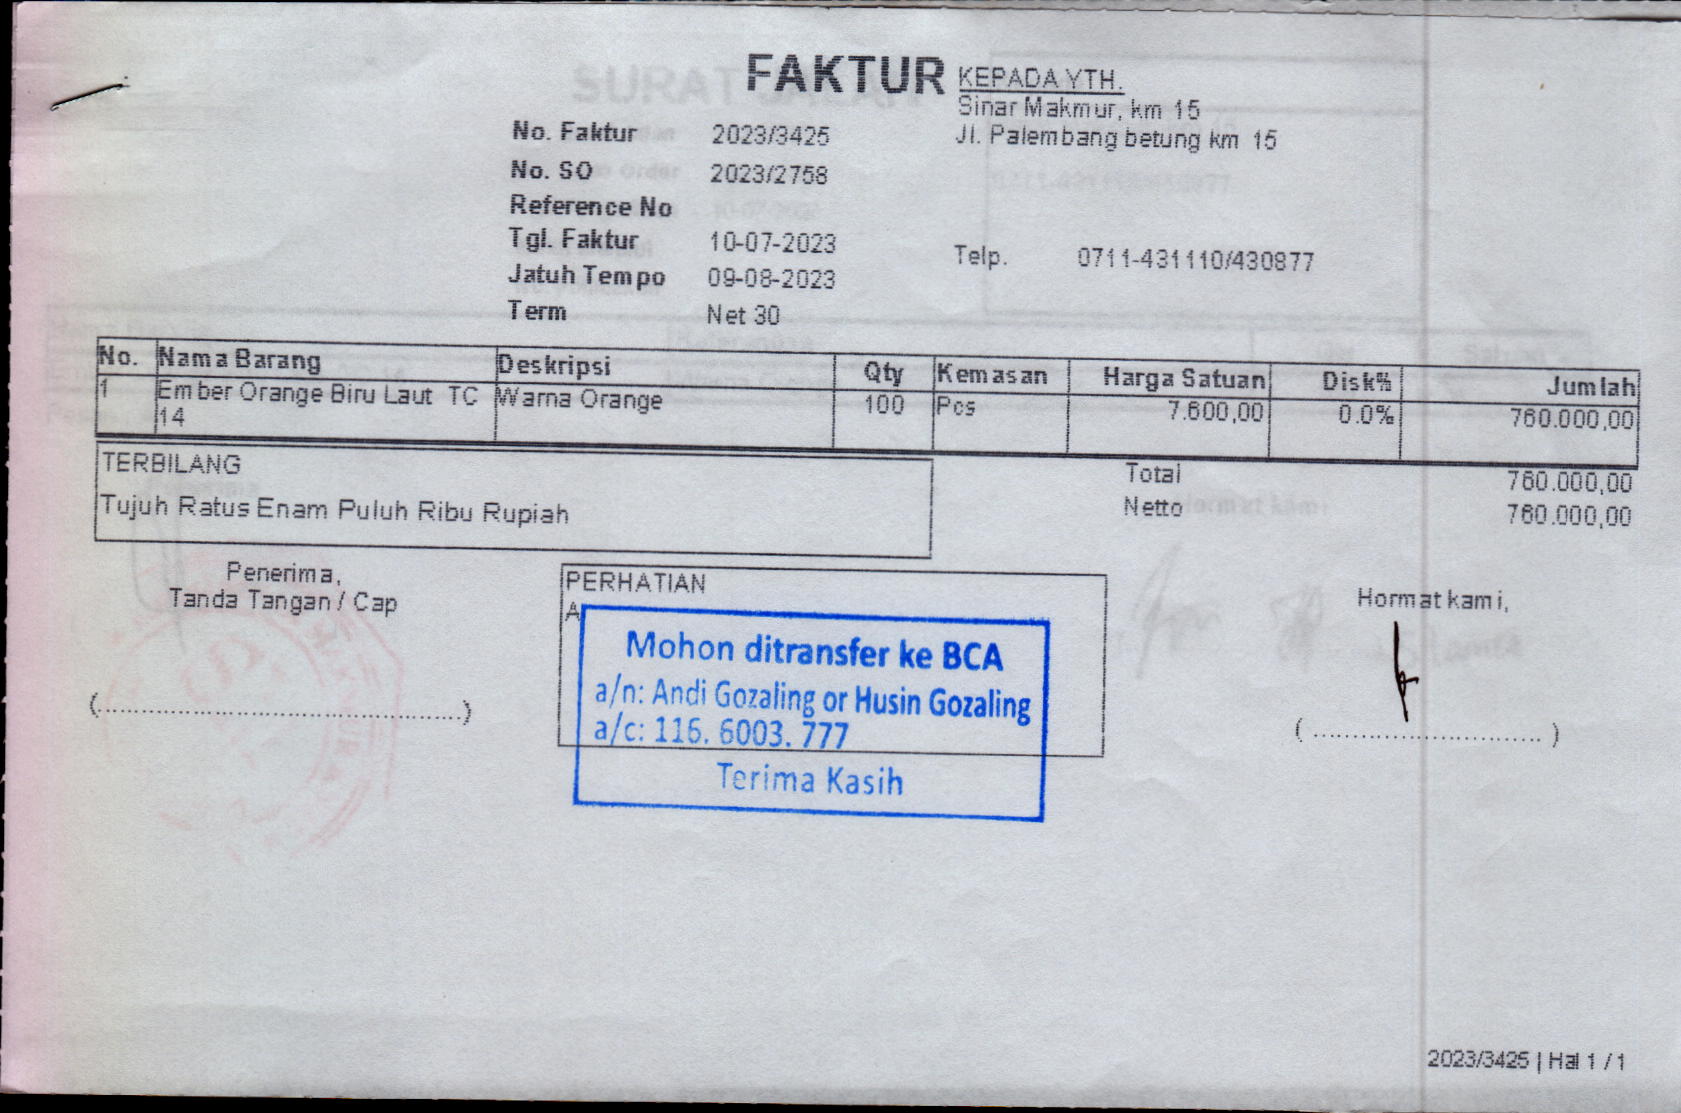 FAKTUR
KEPADA YTH.
Sinar Makmur, km 15
Jl. Palembang betung km 15
No. Faktur 2023/3425
No. SO 2023/2758
Reference No
Tgl. Faktur 10-07-2023
Jatuh Tempo 09-08-2023
Term Net 30
Telp. 0711-431110/430877
No. Nama Barang Deskripsi Qty Kemasan Harga Satuan Disk% Jumlah
1 Ember Orange Biru Laut TC Warna Orange 100 Pcs 7.600,00 0.0% 760.000,00
14
TERBILANG
Tujuh Ratus Enam Puluh Ribu Rupiah
Total 760.000,00
Netto 760.000,00
Penerima,
Tanda Tangan / Cap
(..............................................)
PERHATIAN
A
Mohon ditransfer ke BCA
a/n: Andi Gozaling or Husin Gozaling
a/c: 116. 6003. 777
Terima Kasih
Hormat kami,
(.............................)
2023/3425 | Hal 1 / 1